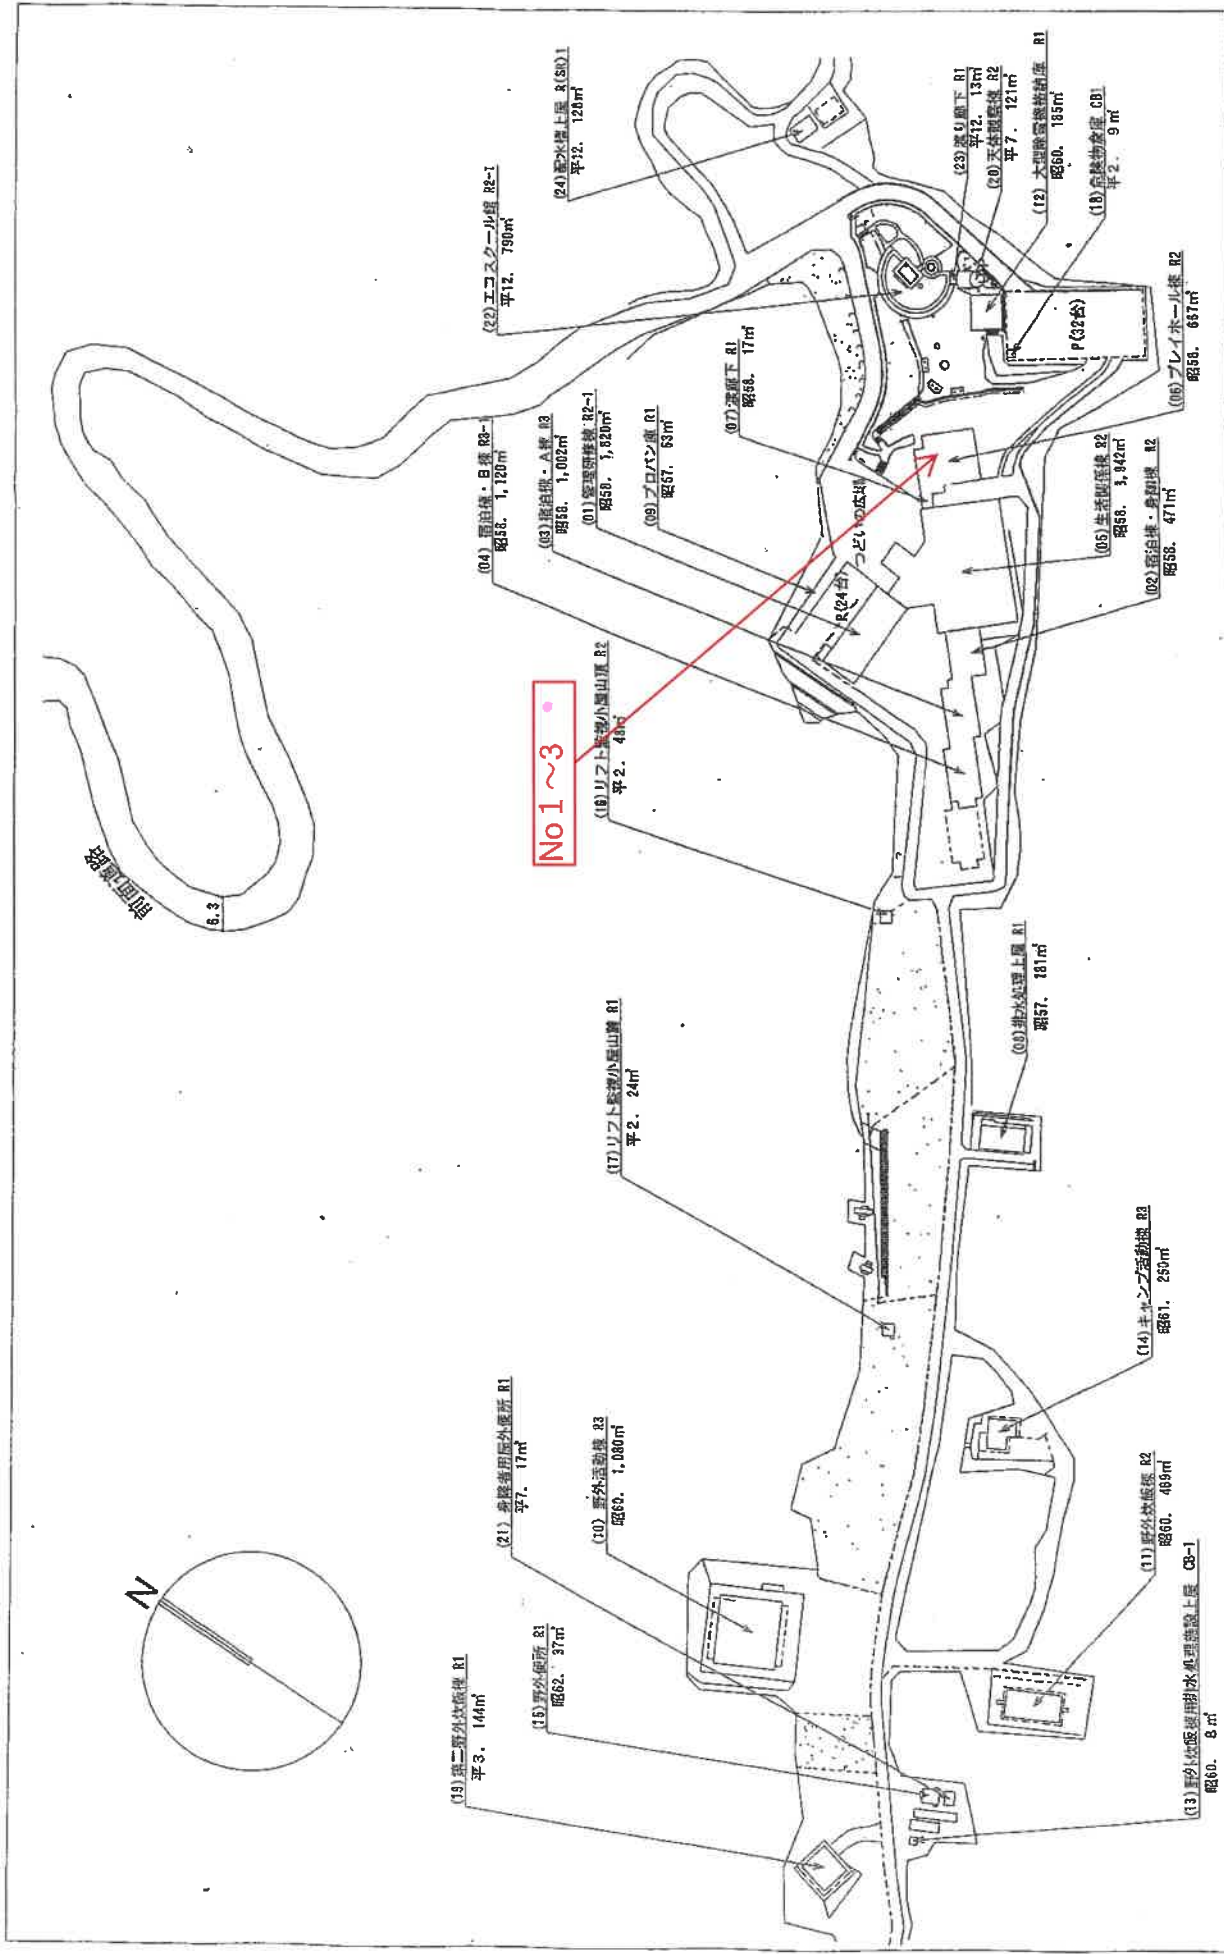 (24)配水槽上屋 R(SR)1
平12. 128㎡
(22)エコスクール館 R2-1
平12. 790㎡
(23)渡り廊下 R1
平12. 13㎡
(20)天体観察棟 R2
平7. 121㎡
(12) 大型除雪機格納庫 R1
昭60. 185㎡
(18)危険物倉庫 CB1
平2. 9㎡
P(32台)
(06)プレイホール棟 R2
昭58. 667㎡
(07)渡廊下 R1
昭58. 17㎡
(04) 宿泊棟・B棟 R3-1
昭58. 1,120㎡
(03)宿泊棟・A棟 R3
昭58. 1,002㎡
(01)管理研修棟 R2-1
昭58. 1,820㎡
(09)プロパン庫 R1
昭57. 63㎡
つどいの広場
P(24台)
(05)生活関係棟 R2
昭58. 3,942㎡
(02)宿泊棟・身障棟 R2
昭58. 471㎡
No1~3
(16)リフト監視小屋山頂 R2
平2. 48㎡
前面道路
6.3
(17)リフト監視小屋山麓 R1
平2. 24㎡
(08)排水処理上屋 R1
昭57. 181㎡
(14)キャンプ活動棟 R3
昭61. 250㎡
(21) 身障者用屋外便所 R1
平7. 17㎡
(10) 野外活動棟 R3
昭60. 1,080㎡
(11)野外炊飯棟 R2
昭60. 469㎡
(15)野外便所 R1
昭62. 37㎡
(19)第二野外炊飯棟 R1
平3. 144㎡
(13)野外炊飯棟用排水処理施設上屋 CB-1
昭60. 8㎡
N